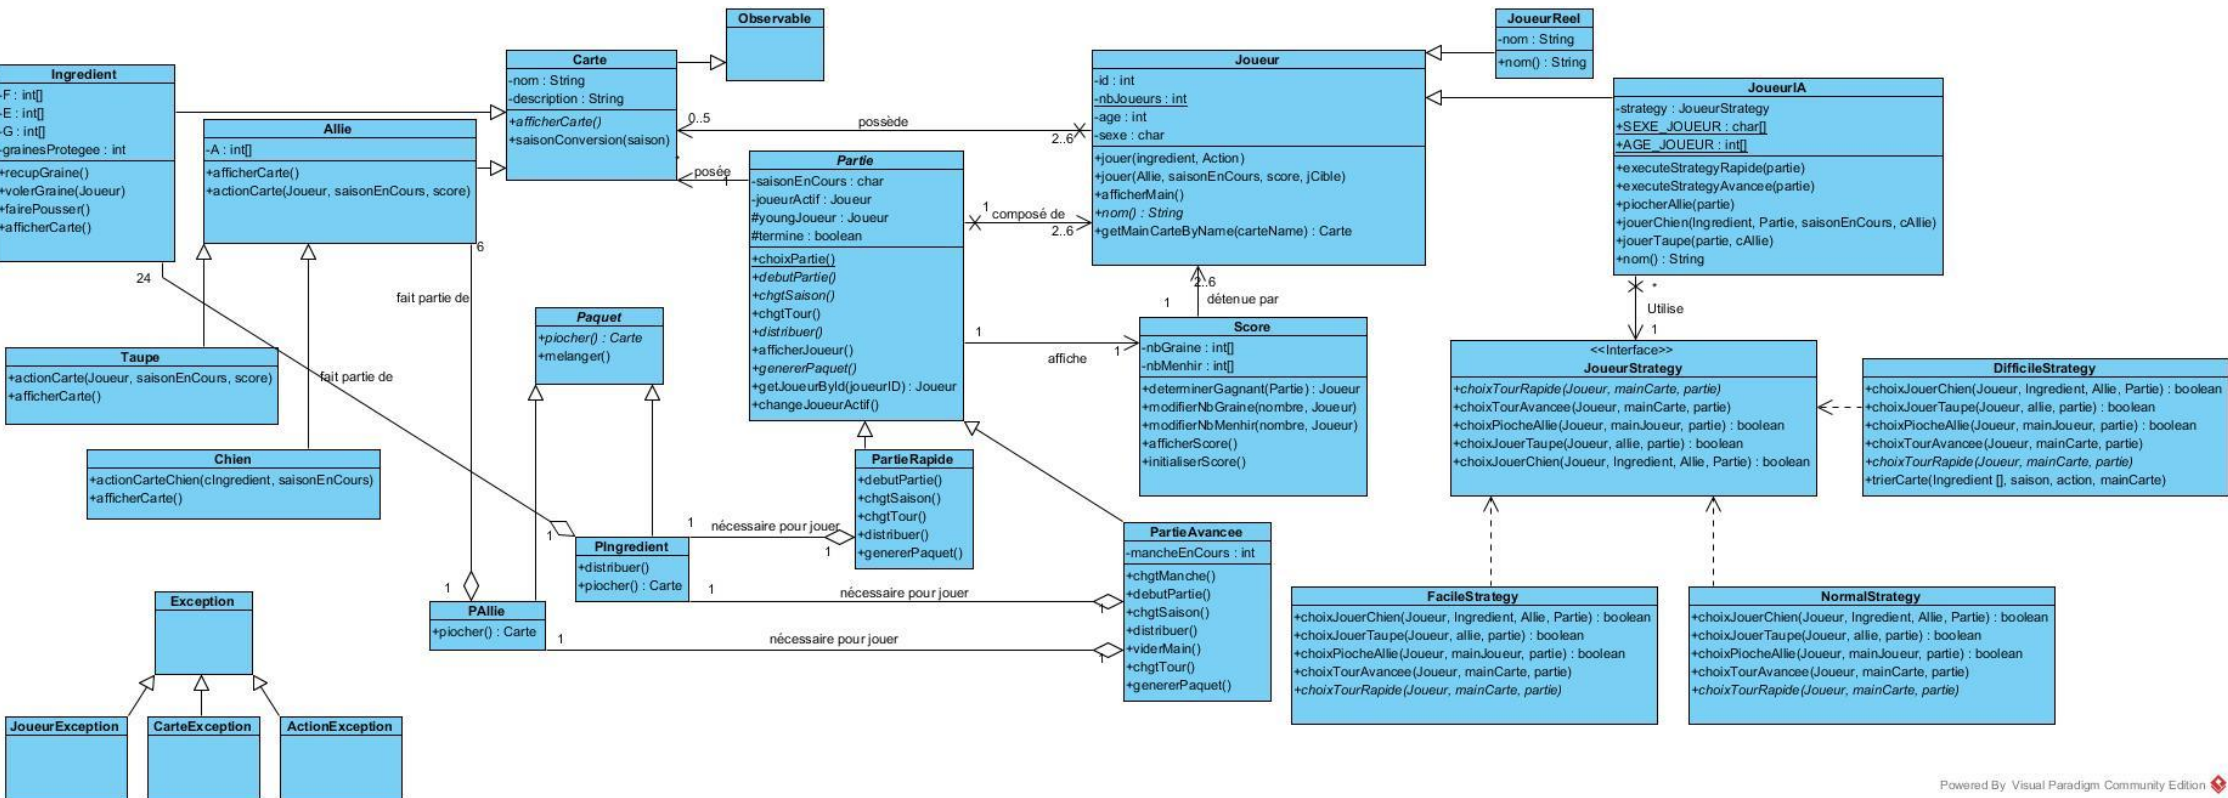 Observable
Carte
-nom : String
-description : String
+afficherCarte()
+saisonConversion(saison)
Ingredient
-F : int[]
-E : int[]
-G : int[]
-grainesProtegee : int
+recupGraine()
+volerGraine(Joueur)
+fairePousser()
+afficherCarte()
Allie
-A : int[]
+afficherCarte()
+actionCarte(Joueur, saisonEnCours, score)
0..5
possède
2..6
*
posée
1
Joueur
-id : int
-nbJoueurs : int
-age : int
-sexe : char
+jouer(ingredient, Action)
+jouer(Allie, saisonEnCours, score, jCible)
+afficherMain()
+nom() : String
+getMainCarteByName(carteName) : Carte
JoueurReel
-nom : String
+nom() : String
JoueurIA
-strategy : JoueurStrategy
+SEXE_JOUEUR : char[]
+AGE_JOUEUR : int[]
+executeStrategyRapide(partie)
+executeStrategyAvancee(partie)
+piocherAllie(partie)
+jouerChien(Ingredient, Partie, saisonEnCours, cAllie)
+jouerTaupe(partie, cAllie)
+nom() : String
Partie
-saisonEnCours : char
-joueurActif : Joueur
#youngJoueur : Joueur
#termine : boolean
+choixPartie()
+debutPartie()
+chgtSaison()
+chgtTour()
+distribuer()
+afficherJoueur()
+genererPaquet()
+getJoueurById(joueurID) : Joueur
+changeJoueurActif()
1
composé de
2..6
24
6
fait partie de
fait partie de
Taupe
+actionCarte(Joueur, saisonEnCours, score)
+afficherCarte()
Chien
+actionCarteChien(cIngredient, saisonEnCours)
+afficherCarte()
Paquet
+piocher() : Carte
+melanger()
2..6
1
détenue par
1
1
affiche
Score
-nbGraine : int[]
-nbMenhir : int[]
+determinerGagnant(Partie) : Joueur
+modifierNbGraine(nombre, Joueur)
+modifierNbMenhir(nombre, Joueur)
+afficherScore()
+initialiserScore()
*
Utilise
1
<<Interface>>
JoueurStrategy
+choixTourRapide(Joueur, mainCarte, partie)
+choixTourAvancee(Joueur, mainCarte, partie)
+choixPiocheAllie(Joueur, mainJoueur, partie) : boolean
+choixJouerTaupe(Joueur, allie, partie) : boolean
+choixJouerChien(Joueur, Ingredient, Allie, Partie) : boolean
DifficileStrategy
+choixJouerChien(Joueur, Ingredient, Allie, Partie) : boolean
+choixJouerTaupe(Joueur, allie, partie) : boolean
+choixPiocheAllie(Joueur, mainJoueur, partie) : boolean
+choixTourAvancee(Joueur, mainCarte, partie)
+choixTourRapide(Joueur, mainCarte, partie)
+trierCarte(Ingredient [], saison, action, mainCarte)
PartieRapide
+debutPartie()
+chgtSaison()
+chgtTour()
+distribuer()
+genererPaquet()
1
nécessaire pour jouer
1
1
PIngredient
+distribuer()
+piocher() : Carte
1
nécessaire pour jouer
1
1
PAllie
+piocher() : Carte
1
nécessaire pour jouer
1
PartieAvancee
-mancheEnCours : int
+chgtManche()
+debutPartie()
+chgtSaison()
+distribuer()
+viderMain()
+chgtTour()
+genererPaquet()
FacileStrategy
+choixJouerChien(Joueur, Ingredient, Allie, Partie) : boolean
+choixJouerTaupe(Joueur, allie, partie) : boolean
+choixPiocheAllie(Joueur, mainJoueur, partie) : boolean
+choixTourAvancee(Joueur, mainCarte, partie)
+choixTourRapide(Joueur, mainCarte, partie)
NormalStrategy
+choixJouerChien(Joueur, Ingredient, Allie, Partie) : boolean
+choixJouerTaupe(Joueur, allie, partie) : boolean
+choixPiocheAllie(Joueur, mainJoueur, partie) : boolean
+choixTourAvancee(Joueur, mainCarte, partie)
+choixTourRapide(Joueur, mainCarte, partie)
Exception
JoueurException
CarteException
ActionException
Powered By Visual Paradigm Community Edition